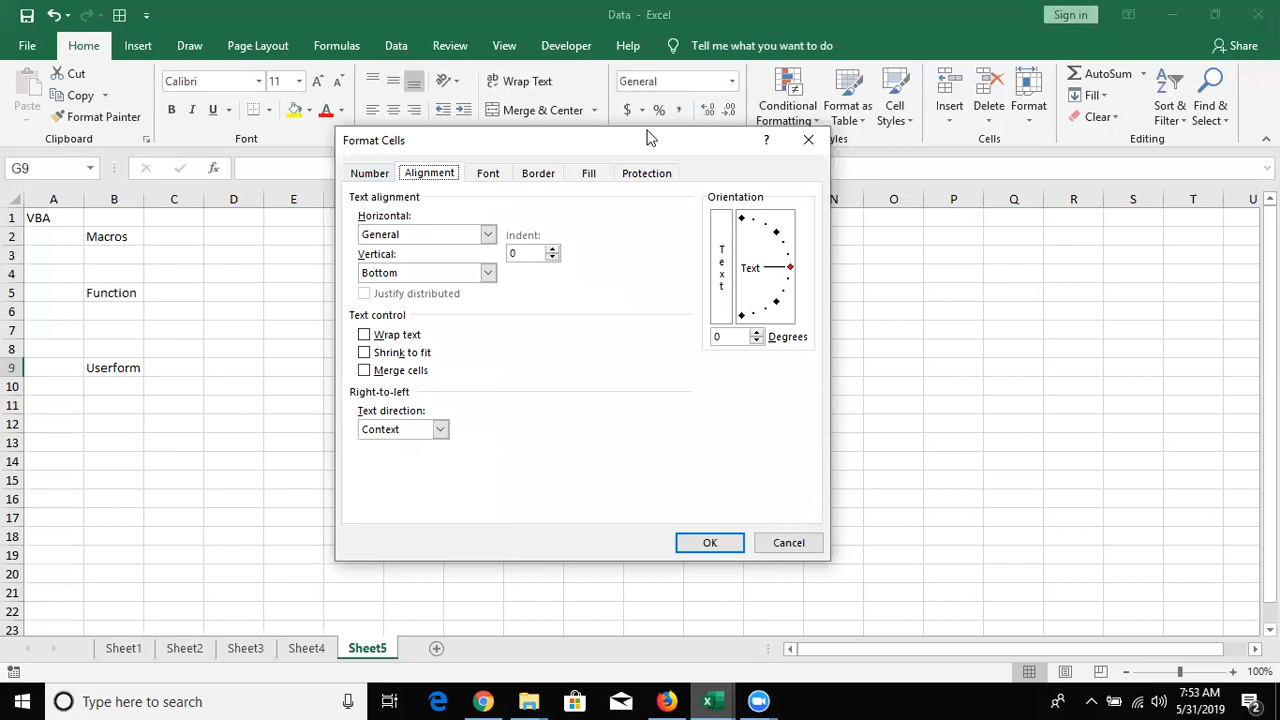 Data - Excel
Sign in
File Home Insert Draw Page Layout Formulas Data Review View Developer Help Tell me what you want to do Share
Paste Cut Copy Format Painter Clipboard
Calibri 11 B I U A Font
ab Wrap Text Merge & Center
General $ % ,
Conditional Formatting Format as Table Cell Styles yles
Insert Delete Format Cells
AutoSum Fill Clear Sort & Filter Find & Select Editing
G9 fx
A B C D E N O P Q R S T U
1 VBA
2 Macros
3
4
5 Function
6
7
8
9 Userform
10
11
12
13
14
15
16
17
18
19
20
21
22
23
Format Cells ?
Number Alignment Font Border Fill Protection
Text alignment
Horizontal:
General
Indent:
0
Vertical:
Bottom
Justify distributed
Text control
Wrap text
Shrink to fit
Merge cells
Right-to-left
Text direction:
Context
Orientation
Text
Text
0 Degrees
OK Cancel
Sheet1 Sheet2 Sheet3 Sheet4 Sheet5
100%
Type here to search
7:53 AM
5/31/2019
2